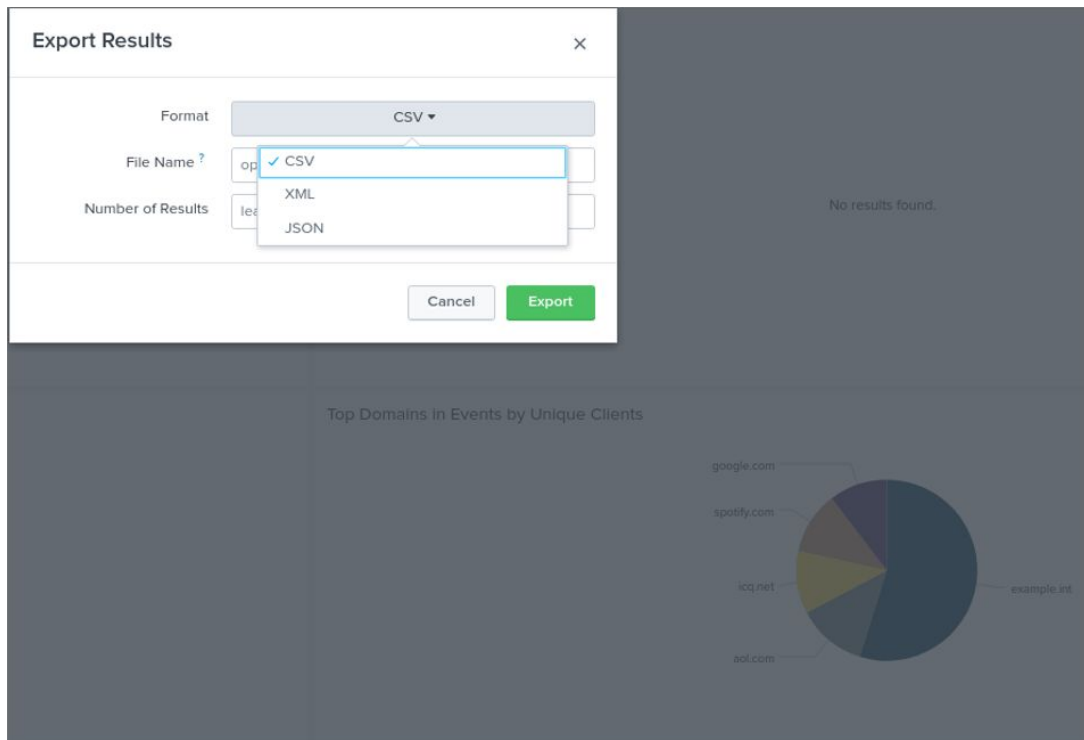 Export Results
×
Format
CSV
File Name ?
op
CSV
XML
Number of Results
lea
JSON
Cancel
Export
No results found.
Top Domains in Events by Unique Clients
google.com
spotify.com
icq.net
example.int
aol.com